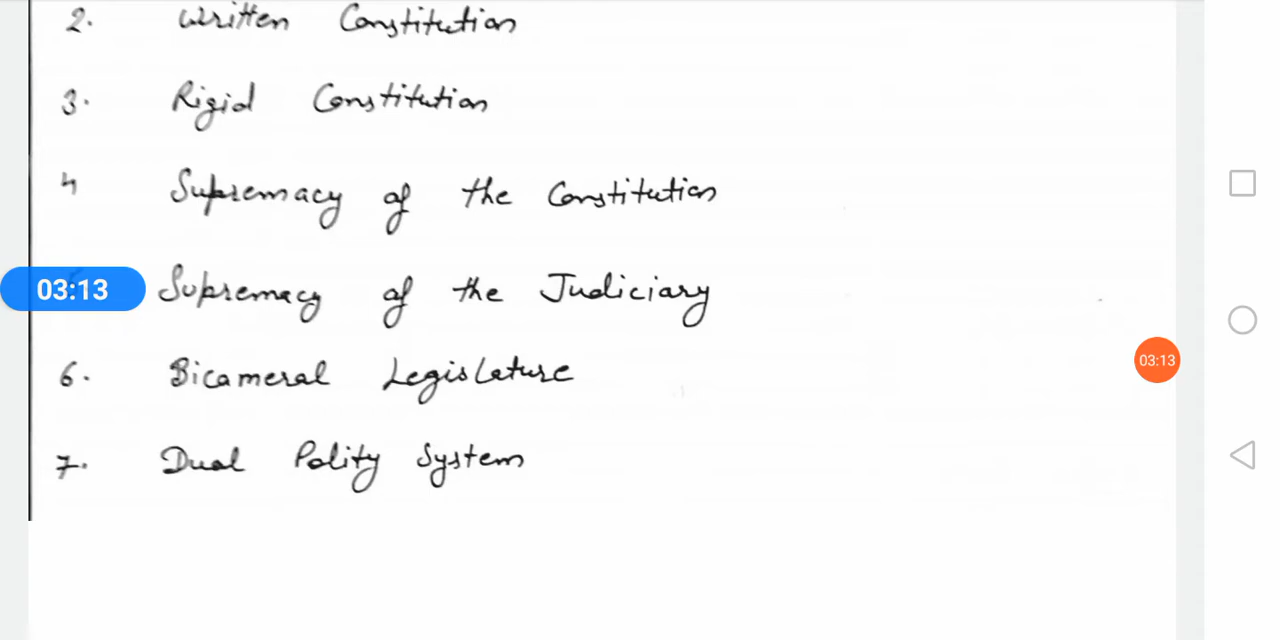 2. Written Constitution
3. Rigid Constitution
4 Supremacy of the Constitution
03:13 Supremacy of the Judiciary
03:13
6. Bicameral Legislature
7. Dual Polity System